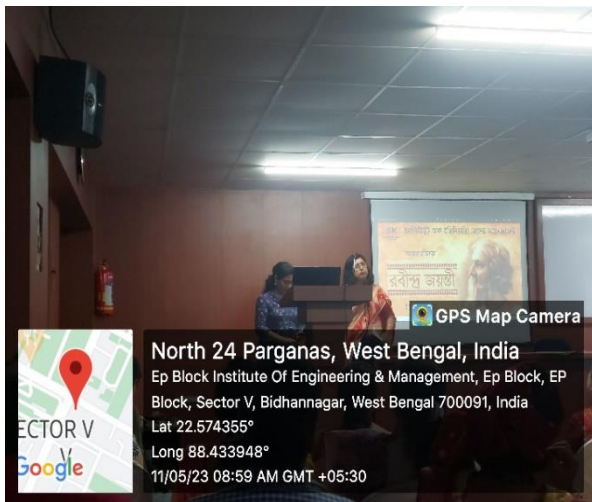 রবীন্দ্র জয়ন্তী
GPS Map Camera
North 24 Parganas, West Bengal, India
Ep Block Institute Of Engineering & Management, Ep Block, EP
Block, Sector V, Bidhannagar, West Bengal 700091, India
Lat 22.574355°
Long 88.433948°
11/05/23 08:59 AM GMT +05:30
ECTOR V
Google